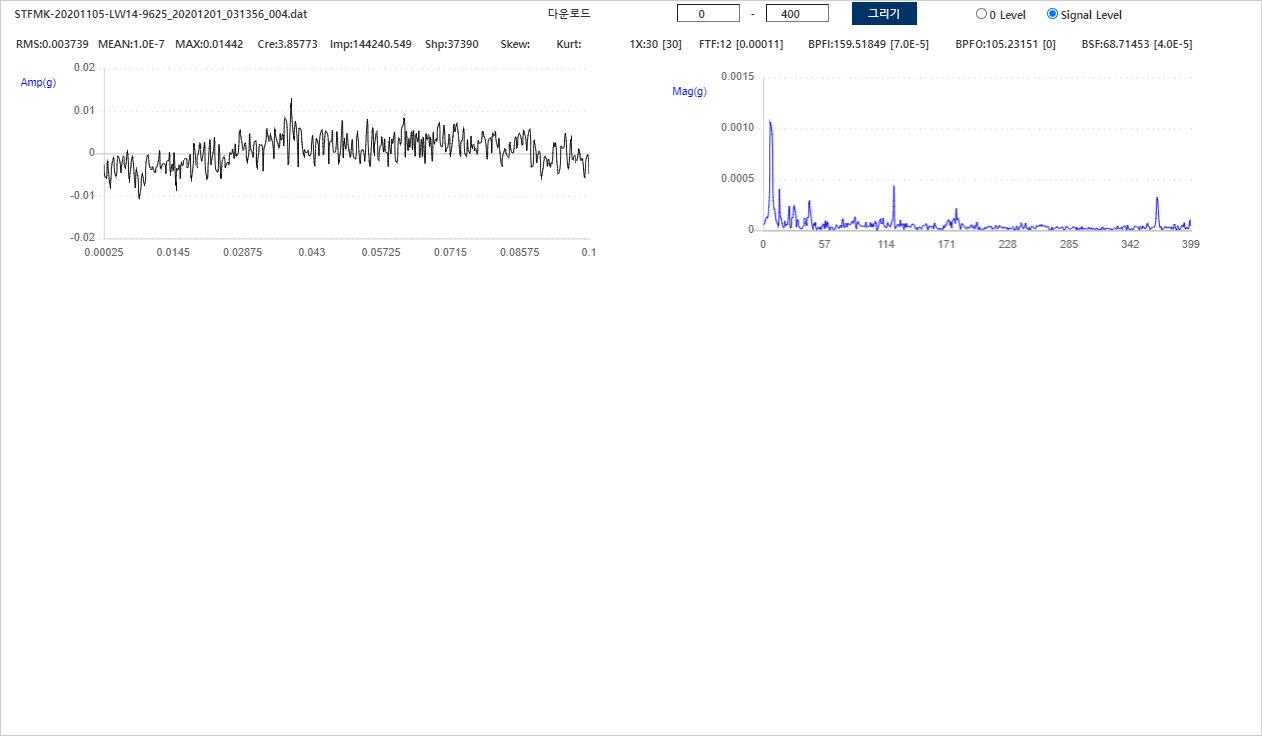 STFMK-20201105-LW14-9625_20201201_031356_004.dat 다운로드 0 - 400 그리기 0 Level Signal Level
RMS:0.003739 MEAN:1.0E-7 MAX:0.01442 Cre:3.85773 Imp:144240.549 Shp:37390 Skew: Kurt: 1X:30 [30] FTF:12 [0.00011] BPFI:159.51849 [7.0E-5] BPFO:105.23151 [0] BSF:68.71453 [4.0E-5]
Amp(g)
0.02
0.01
0
-0.01
-0.02
0.00025 0.0145 0.02875 0.043 0.05725 0.0715 0.08575 0.1
Mag(g)
0.0015
0.0010
0.0005
0
0 57 114 171 228 285 342 399